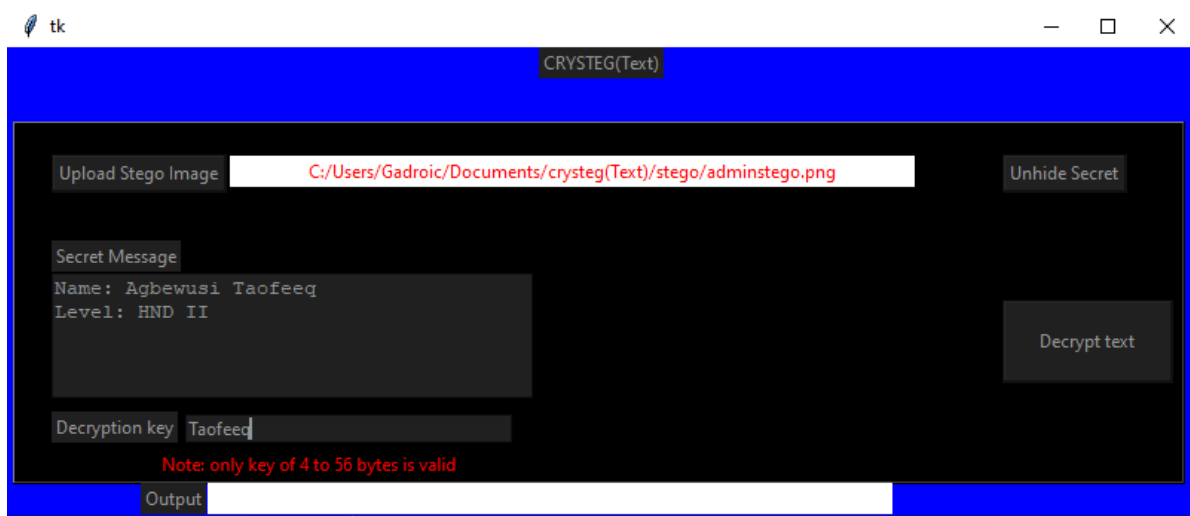 tk
CRYSTEG(Text)
Upload Stego Image C:/Users/Gadroic/Documents/crysteg(Text)/stego/adminstego.png Unhide Secret
Secret Message
Name: Agbewusi Taofeeq
Level: HND II
Decrypt text
Decryption key Taofeeq
Note: only key of 4 to 56 bytes is valid
Output